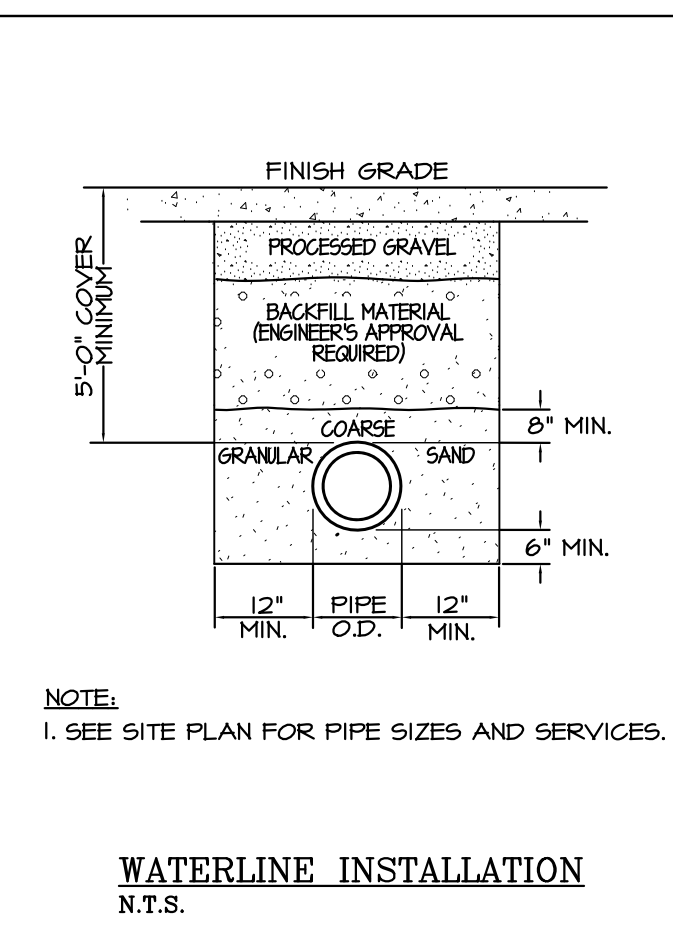 FINISH GRADE
PROCESSED GRAVEL
5'-0" COVER
MINIMUM
BACKFILL MATERIAL
(ENGINEER'S APPROVAL
REQUIRED)
8" MIN.
COARSE
GRANULAR
SAND
6" MIN.
12"
MIN.
PIPE
O.D.
12"
MIN.
NOTE:
1. SEE SITE PLAN FOR PIPE SIZES AND SERVICES.
WATERLINE INSTALLATION
N.T.S.